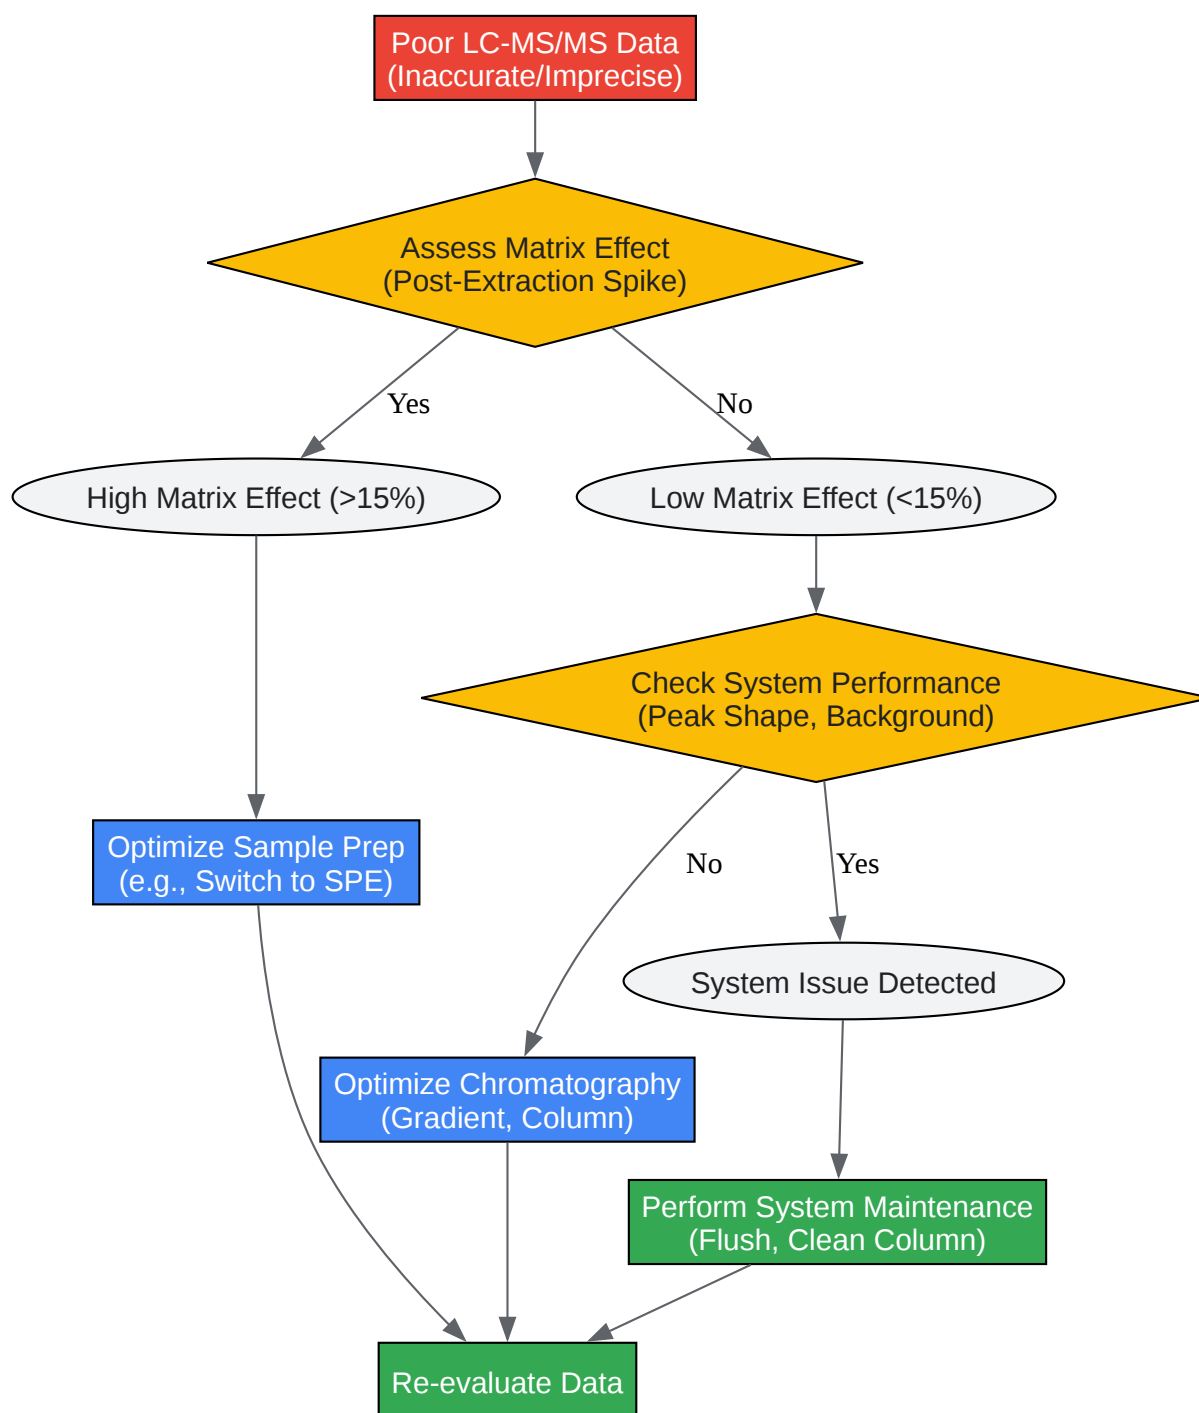 Poor LC-MS/MS Data
(Inaccurate/Imprecise)
Assess Matrix Effect
(Post-Extraction Spike)
Yes
No
High Matrix Effect (>15%)
Low Matrix Effect (<15%)
Check System Performance
(Peak Shape, Background)
Optimize Sample Prep
(e.g., Switch to SPE)
No
Yes
System Issue Detected
Optimize Chromatography
(Gradient, Column)
Perform System Maintenance
(Flush, Clean Column)
Re-evaluate Data